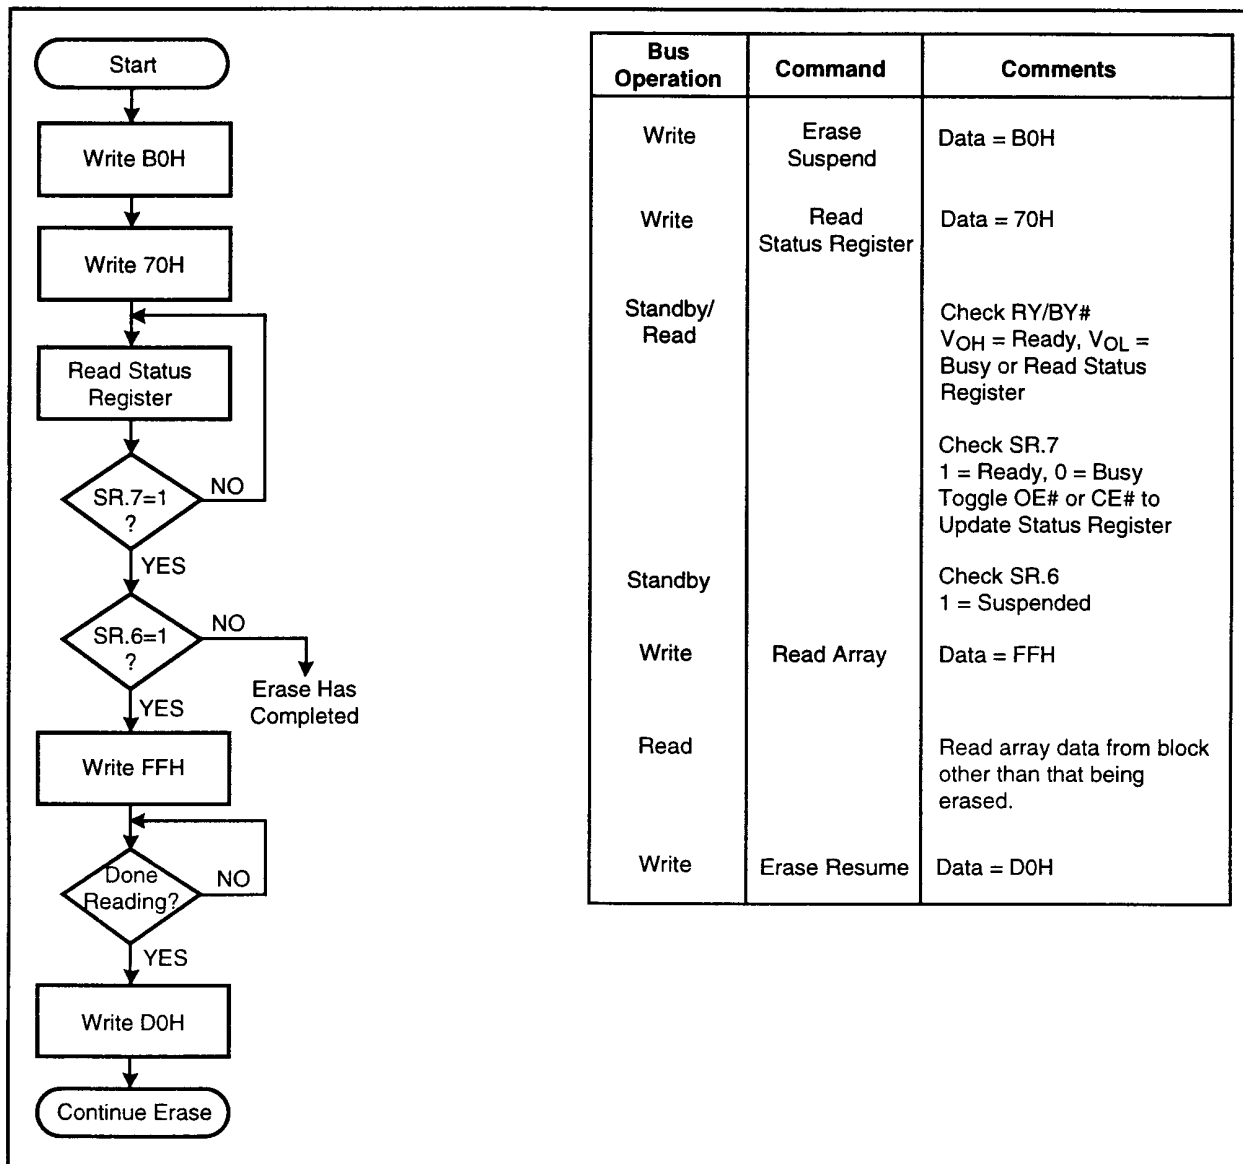 Start
Write B0H
Write 70H
Read Status
Register
SR.7=1
?
NO
YES
SR.6=1
?
NO
Erase Has
Completed
YES
Write FFH
Done
Reading?
NO
YES
Write D0H
Continue Erase
Bus
Operation
Command
Comments
Write
Erase
Suspend
Data = B0H
Write
Read
Status Register
Data = 70H
Standby/
Read
Check RY/BY#
VOH = Ready, VOL =
Busy or Read Status
Register
Check SR.7
1 = Ready, 0 = Busy
Toggle OE# or CE# to
Update Status Register
Standby
Check SR.6
1 = Suspended
Write
Read Array
Data = FFH
Read
Read array data from block
other than that being
erased.
Write
Erase Resume
Data = D0H